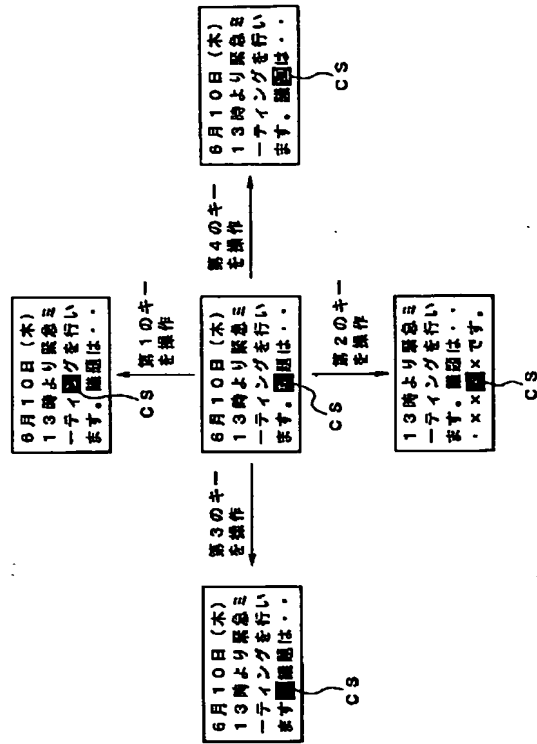 6月10日(木)
13時より緊急ミ
ーティングを行い
ます。議題は・・
CS
第1のキー
を操作
第3のキー
を操作
第4のキー
を操作
6月10日(木)
13時より緊急ミ
ーティングを行い
ます 議題は・・
CS
6月10日(木)
13時より緊急ミ
ーティングを行い
ます。議題は・・
CS
6月10日(木)
13時より緊急ミ
ーティングを行い
ます。議題は・・
CS
第2のキー
を操作
13時より緊急ミ
ーティングを行い
ます。議題は・・
・××××です。
CS